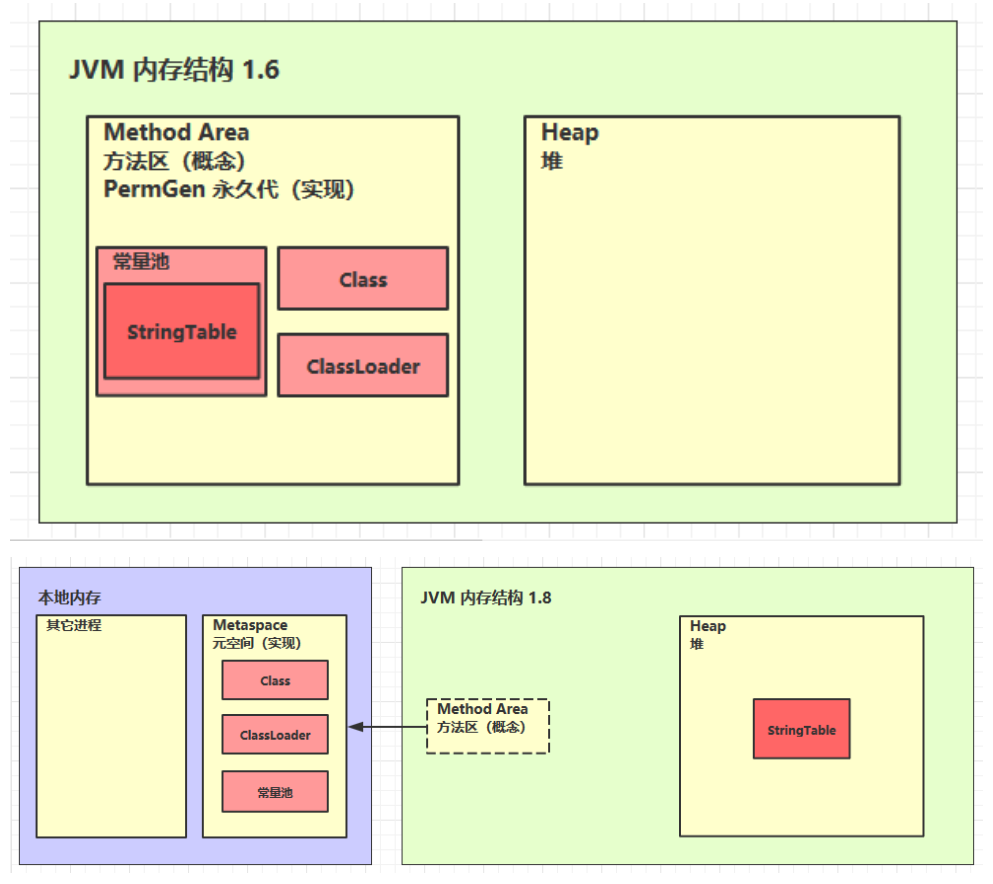 JVM 内存结构 1.6
Method Area
方法区（概念）
PermGen 永久代（实现）
常量池
StringTable
Class
ClassLoader
Heap
堆
本地内存
其它进程
Metaspace
元空间（实现）
Class
ClassLoader
常量池
JVM 内存结构 1.8
Method Area
方法区（概念）
Heap
堆
StringTable